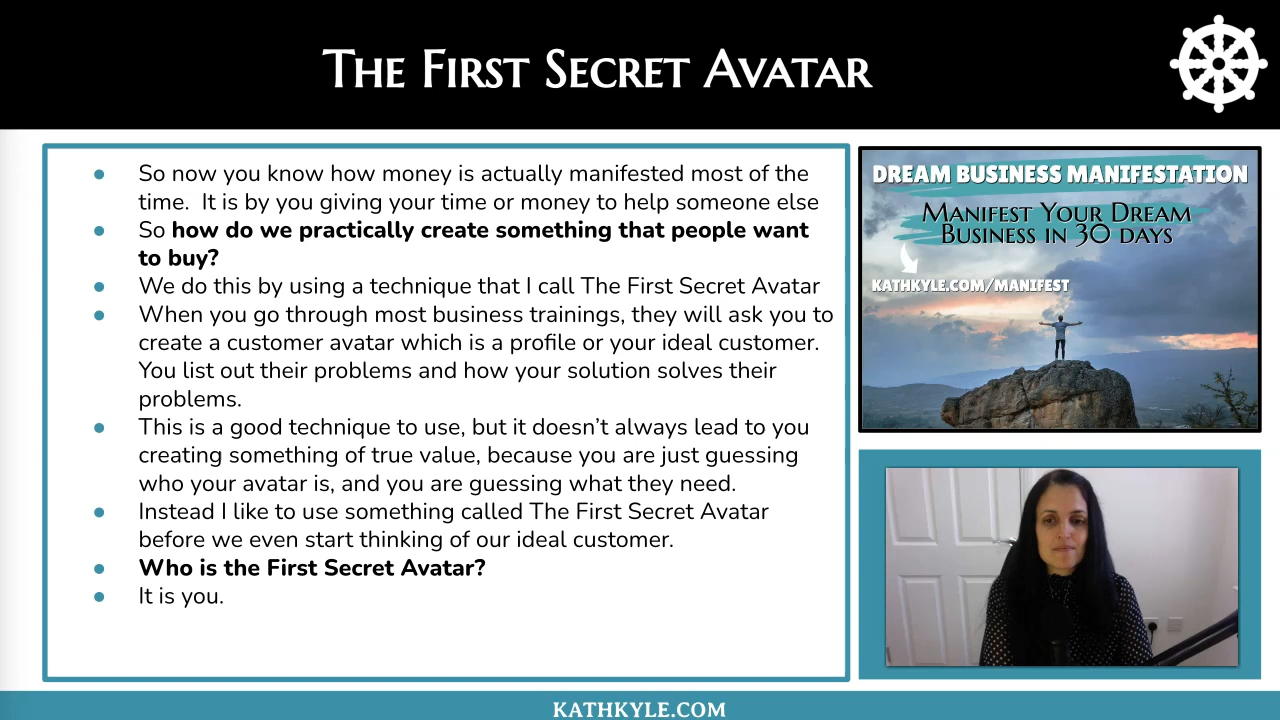 The First Secret Avatar
So now you know how money is actually manifested most of the
time.  It is by you giving your time or money to help someone else
So how do we practically create something that people want
to buy?
We do this by using a technique that I call The First Secret Avatar
When you go through most business trainings, they will ask you to
create a customer avatar which is a profile or your ideal customer.
You list out their problems and how your solution solves their
problems.
This is a good technique to use, but it doesn’t always lead to you
creating something of true value, because you are just guessing
who your avatar is, and you are guessing what they need.
Instead I like to use something called The First Secret Avatar
before we even start thinking of our ideal customer.
Who is the First Secret Avatar?
It is you.
DREAM BUSINESS MANIFESTATION
Manifest Your Dream
Business in 30 days
KATHKYLE.COM/MANIFEST
KATHKYLE.COM